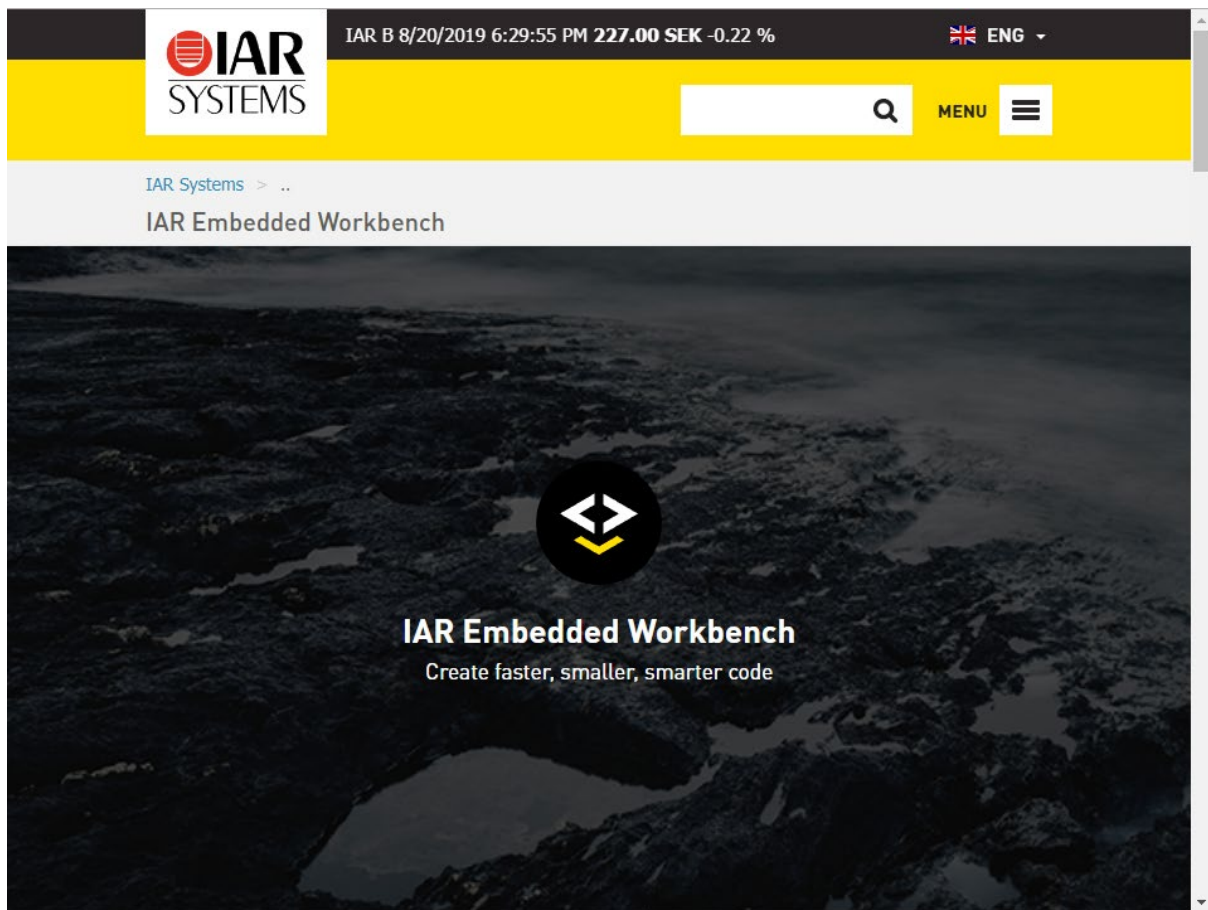 IAR B 8/20/2019 6:29:55 PM 227.00 SEK -0.22 %
ENG
IAR
SYSTEMS
MENU
IAR Systems > ..
IAR Embedded Workbench
IAR Embedded Workbench
Create faster, smaller, smarter code